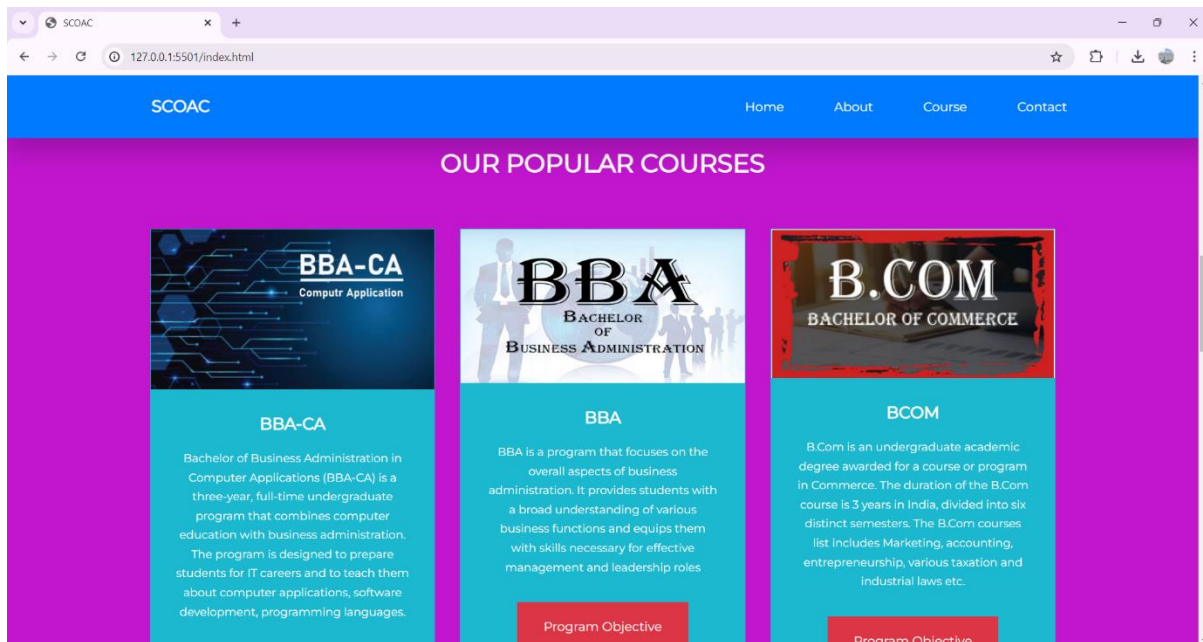 SCOAC
127.0.0.1:5501/index.html
SCOAC
Home About Course Contact
OUR POPULAR COURSES
BBA-CA
Computr Application
BBA-CA
Bachelor of Business Administration in
Computer Applications (BBA-CA) is a
three-year, full-time undergraduate
program that combines computer
education with business administration.
The program is designed to prepare
students for IT careers and to teach them
about computer applications, software
development, programming languages.
BBA
BACHELOR
OF
BUSINESS ADMINISTRATION
BBA
BBA is a program that focuses on the
overall aspects of business
administration. It provides students with
a broad understanding of various
business functions and equips them
with skills necessary for effective
management and leadership roles
Program Objective
B.COM
BACHELOR OF COMMERCE
BCOM
B.Com is an undergraduate academic
degree awarded for a course or program
in Commerce. The duration of the B.Com
course is 3 years in India, divided into six
distinct semesters. The B.Com courses
list includes Marketing, accounting,
entrepreneurship, various taxation and
industrial laws etc.
Program Objective